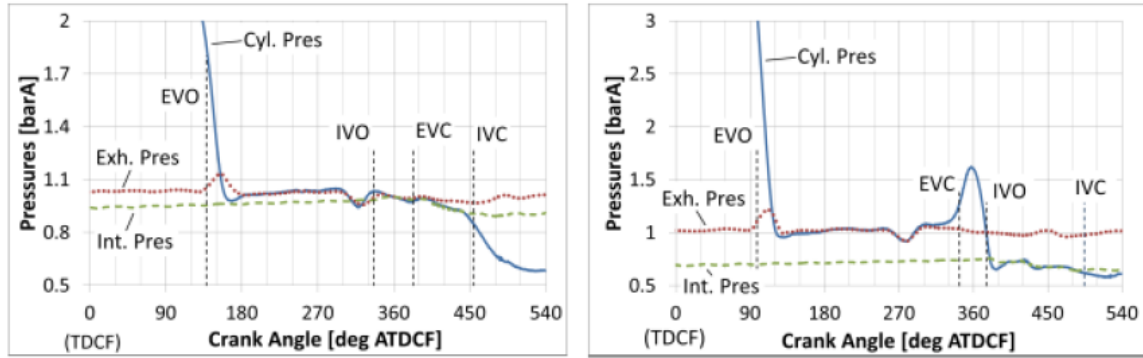 2
1.7
1.4
1.1
0.8
0.5
Pressures [barA]
Cyl. Pres
EVO
IVO
EVC
IVC
Exh. Pres
Int. Pres
0 90 180 270 360 450 540
(TDCF)
Crank Angle [deg ATDCF]
3
2.5
2
1.5
1
0.5
Pressures [barA]
Cyl. Pres
EVO
EVC
IVO
IVC
Exh. Pres
Int. Pres
0 90 180 270 360 450 540
(TDCF)
Crank Angle [deg ATDCF]